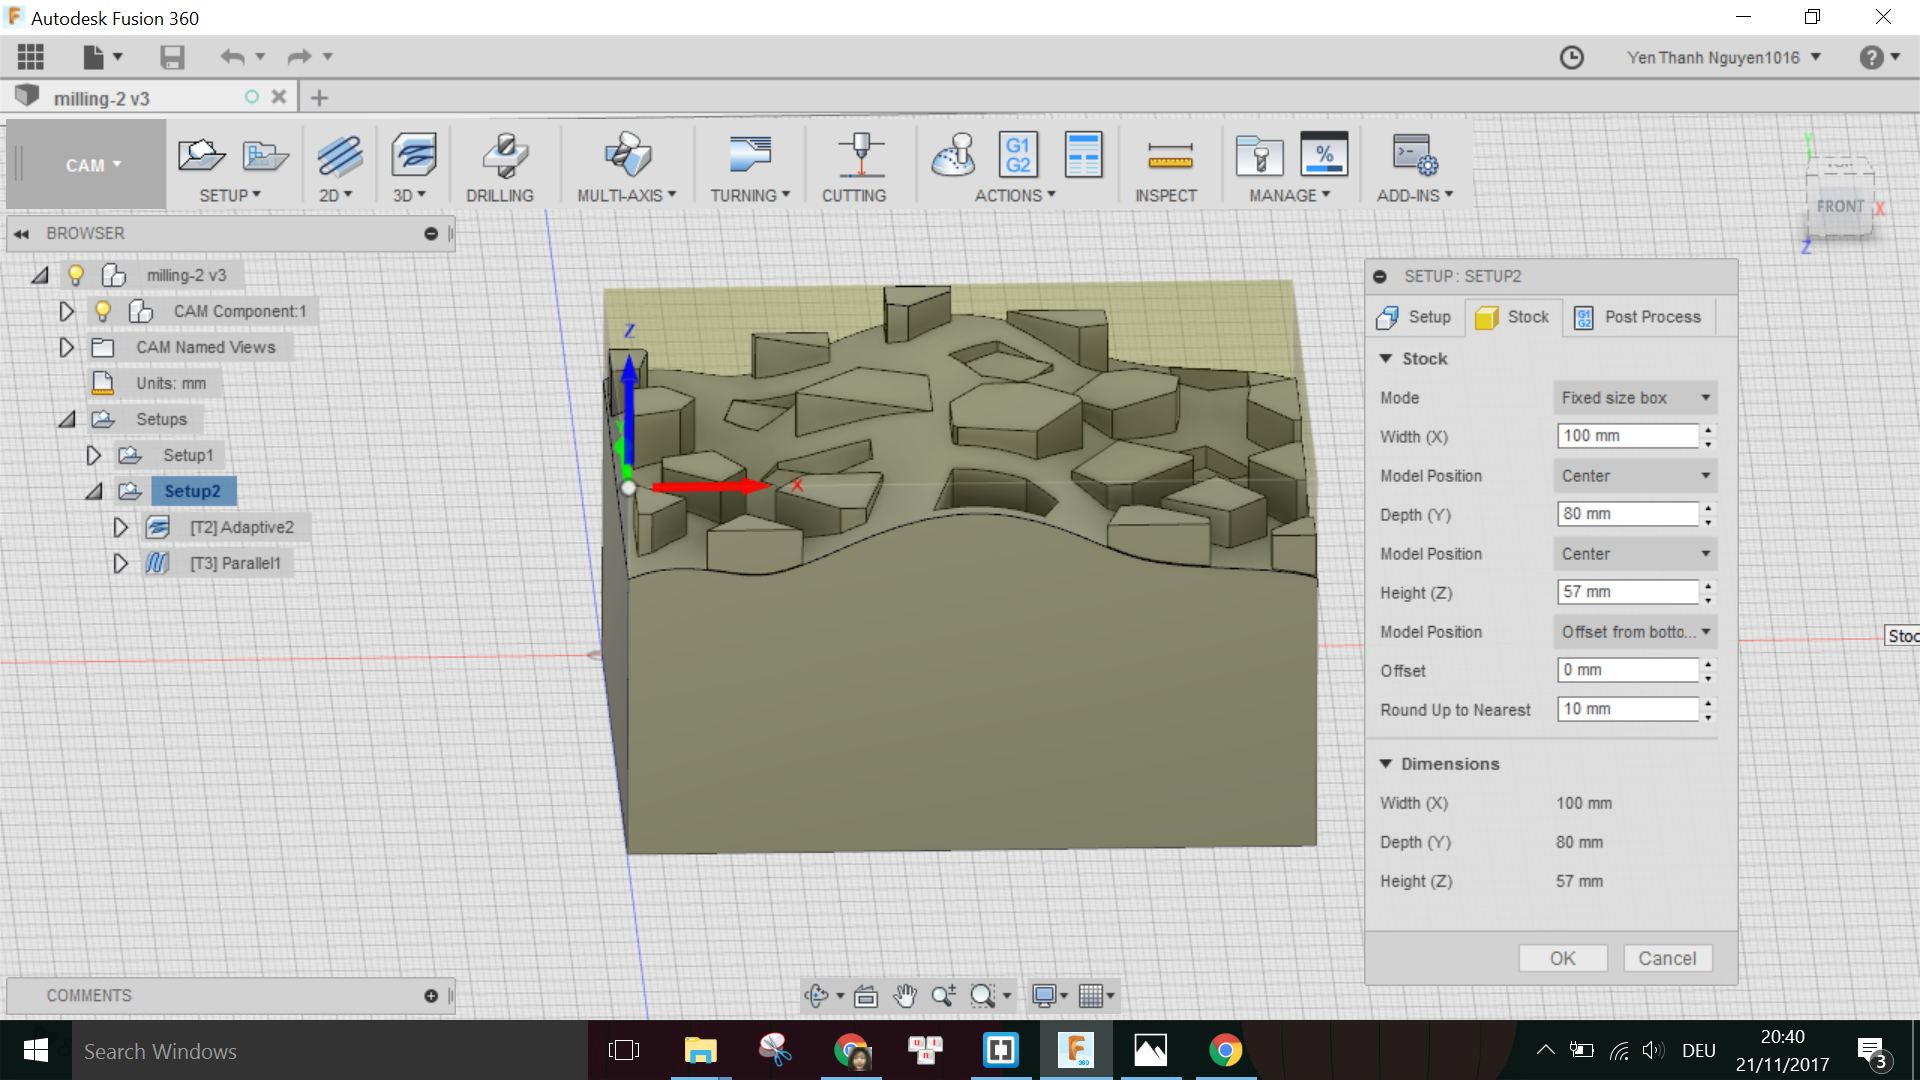 Autodesk Fusion 360
Yen Thanh Nguyen1016
milling-2 v3
CAM
SETUP
2D
3D
DRILLING
MULTI-AXIS
TURNING
CUTTING
G1
G2
ACTIONS
INSPECT
%
MANAGE
ADD-INS
Y
FRONT
X
Z
BROWSER
milling-2 v3
CAM Component:1
CAM Named Views
Units: mm
Setups
Setup1
Setup2
[T2] Adaptive2
[T3] Parallel1
Z
X
SETUP : SETUP2
Setup
Stock
G1
G2
Post Process
Stock
Mode
Fixed size box
Width (X)
100 mm
Model Position
Center
Depth (Y)
80 mm
Model Position
Center
Height (Z)
57 mm
Model Position
Offset from botto...
Offset
0 mm
Round Up to Nearest
10 mm
Dimensions
Width (X)
100 mm
Depth (Y)
80 mm
Height (Z)
57 mm
OK
Cancel
Stoc
COMMENTS
Search Windows
u
i
n
F
360
DEU
20:40
21/11/2017
3